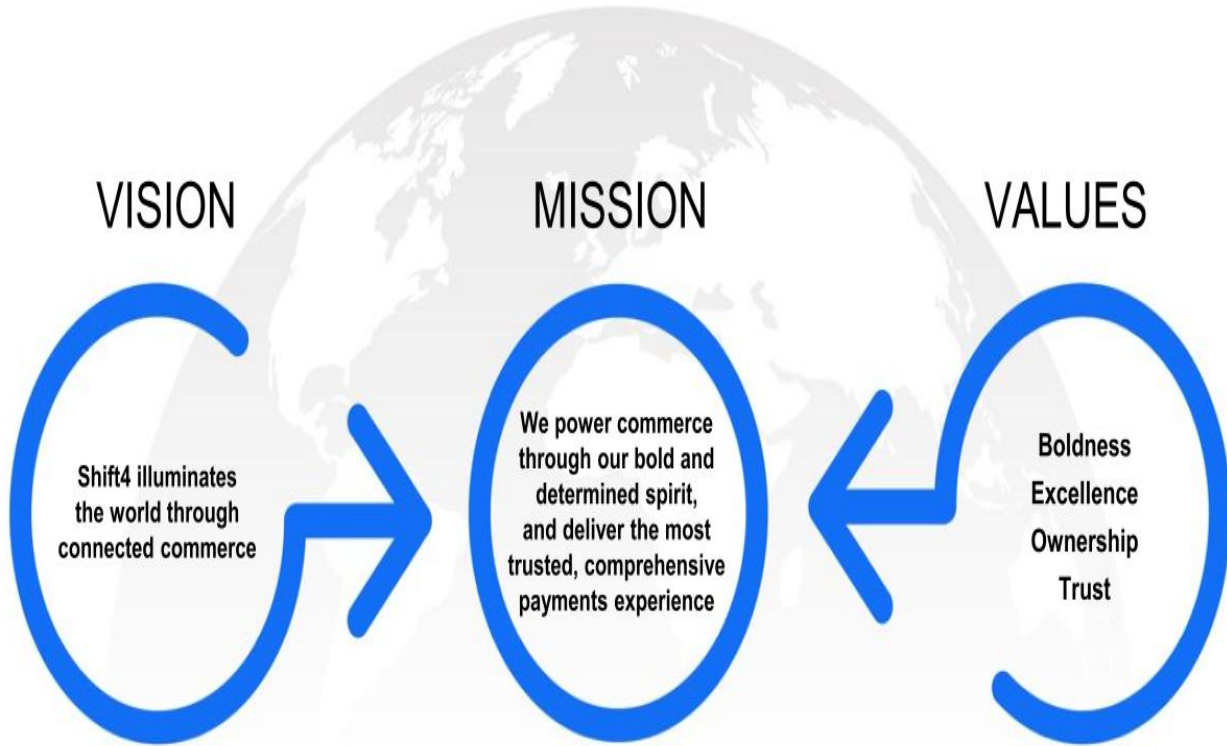 VISION
Shift4 illuminates
the world through
connected commerce
MISSION
We power commerce
through our bold and
determined spirit,
and deliver the most
trusted, comprehensive
payments experience
VALUES
Boldness
Excellence
Ownership
Trust